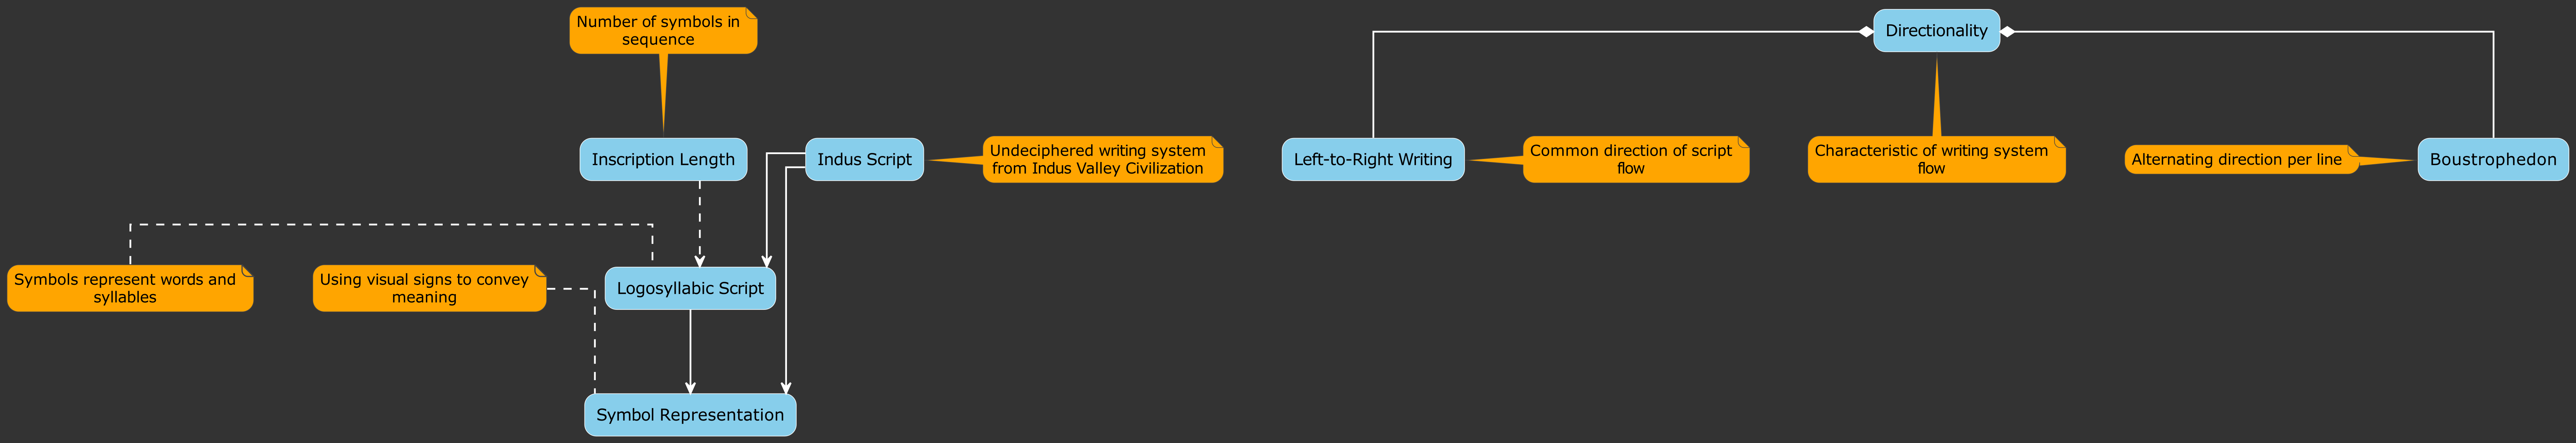 Number of symbols in
sequence
Directionality
Inscription Length
Indus Script
Undeciphered writing system
from Indus Valley Civilization
Left-to-Right Writing
Common direction of script
flow
Characteristic of writing system
flow
Alternating direction per line
Boustrophedon
Symbols represent words and
syllables
Using visual signs to convey
meaning
Logosyllabic Script
Symbol Representation